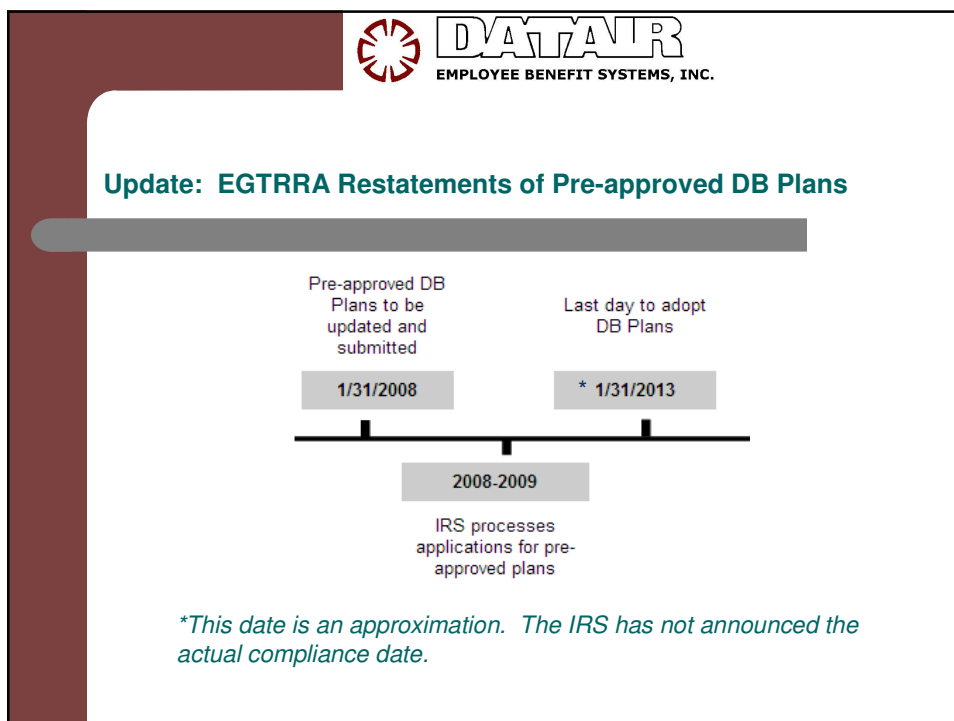 DATAIR
EMPLOYEE BENEFIT SYSTEMS, INC.
Update: EGTRRA Restatements of Pre-approved DB Plans
Pre-approved DB
Plans to be
updated and
submitted
1/31/2008
Last day to adopt
DB Plans
* 1/31/2013
2008-2009
IRS processes
applications for pre-
approved plans
*This date is an approximation. The IRS has not announced the
actual compliance date.